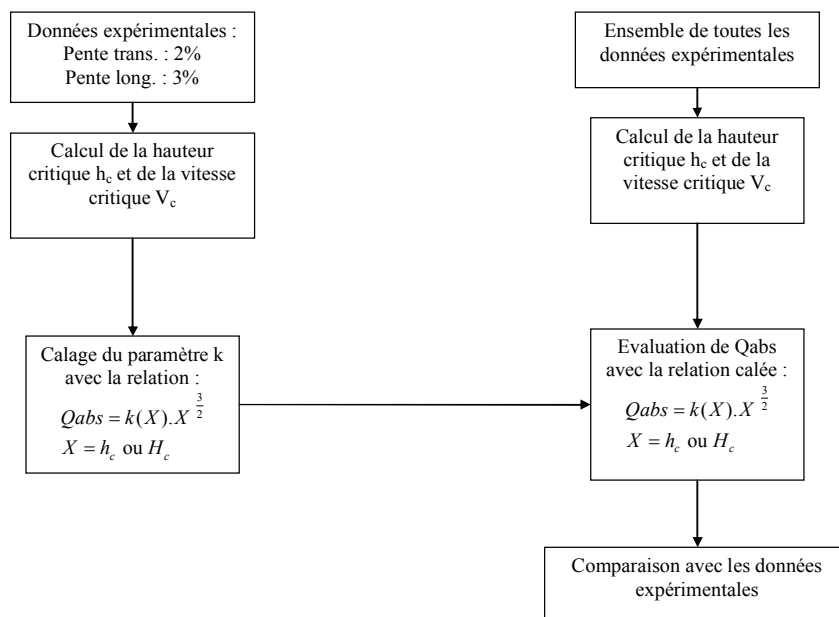 Données expérimentales :
Pente trans. : 2%
Pente long. : 3%
Calcul de la hauteur
critique h_c et de la vitesse
critique V_c
Calage du paramètre k
avec la relation :
Qabs = k(X).X^{3/2}
X = h_c ou H_c
Ensemble de toutes les
données expérimentales
Calcul de la hauteur
critique h_c et de la
vitesse critique V_c
Evaluation de Qabs
avec la relation calée :
Qabs = k(X).X^{3/2}
X = h_c ou H_c
Comparaison avec les données
expérimentales